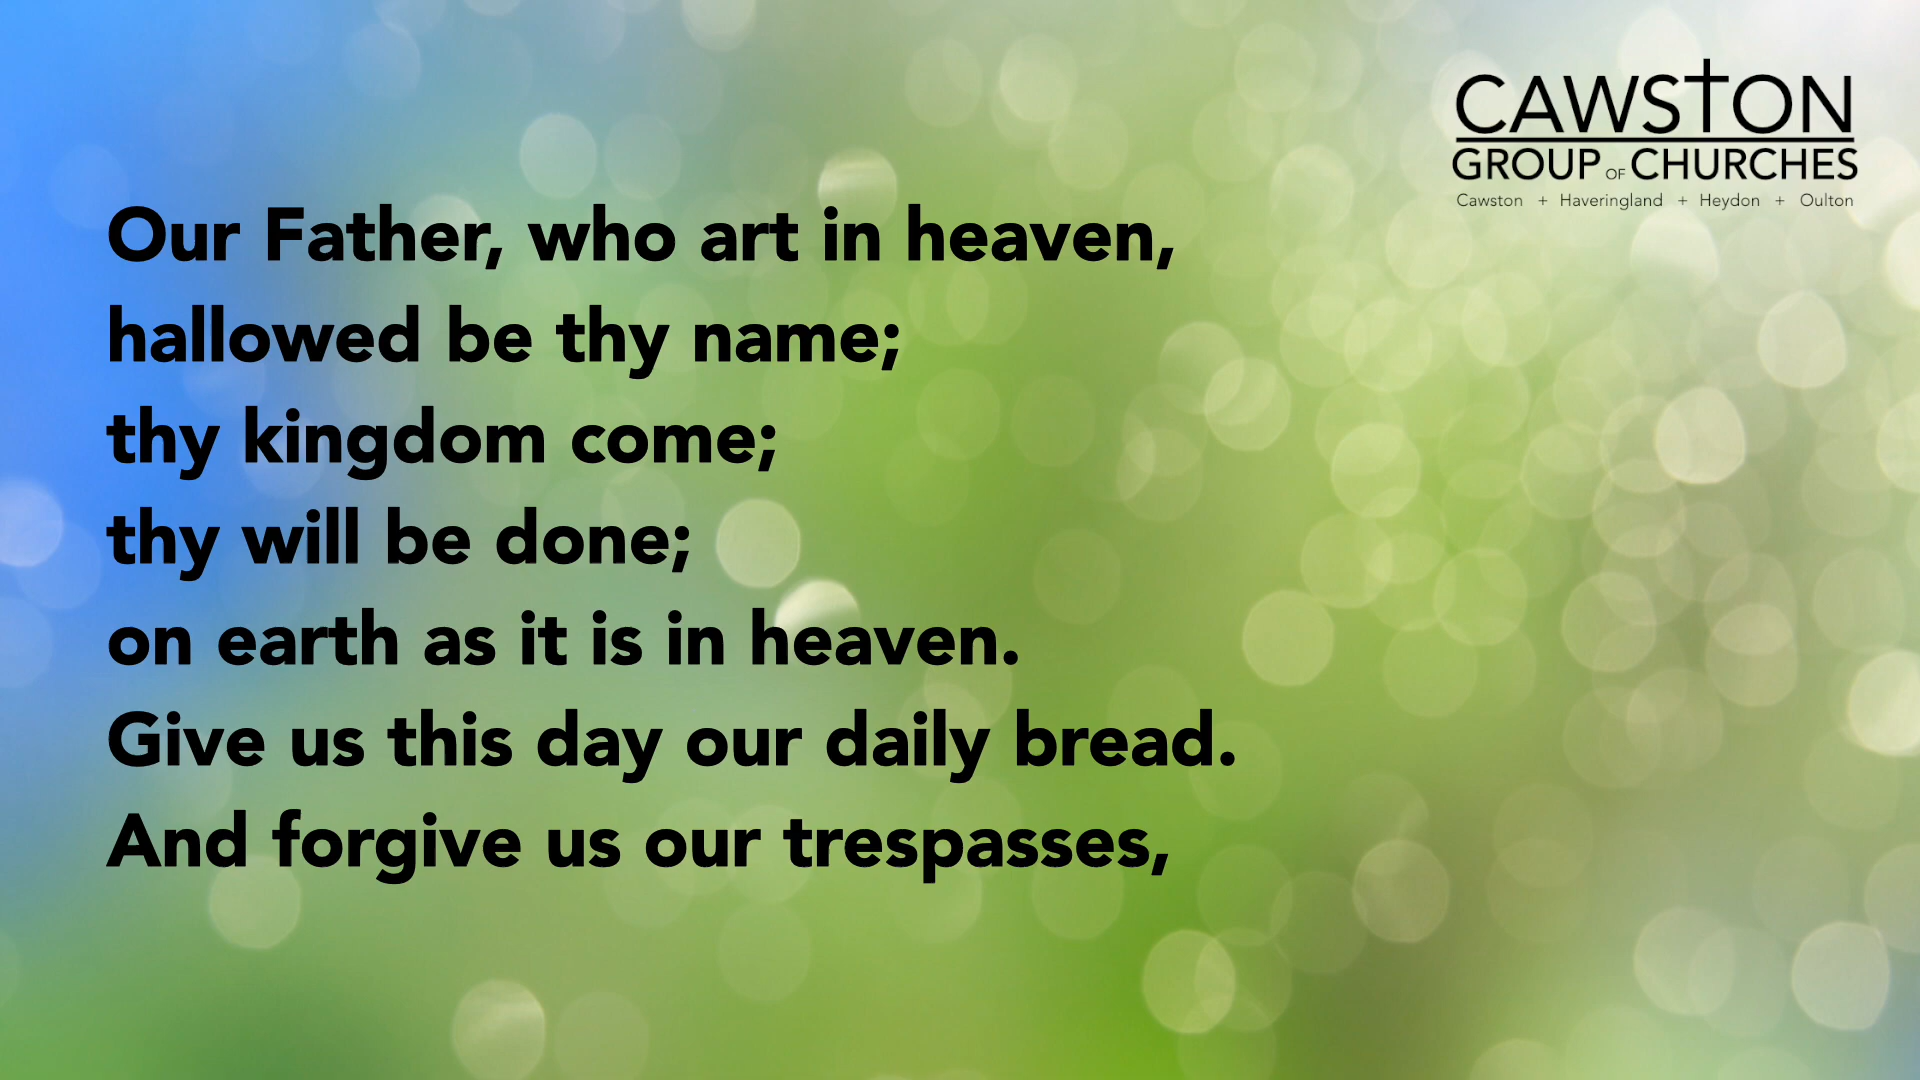 CAWSTON
GROUP OF CHURCHES
Cawston + Haveringland + Heydon + Oulton
Our Father, who art in heaven,
hallowed be thy name;
thy kingdom come;
thy will be done;
on earth as it is in heaven.
Give us this day our daily bread.
And forgive us our trespasses,